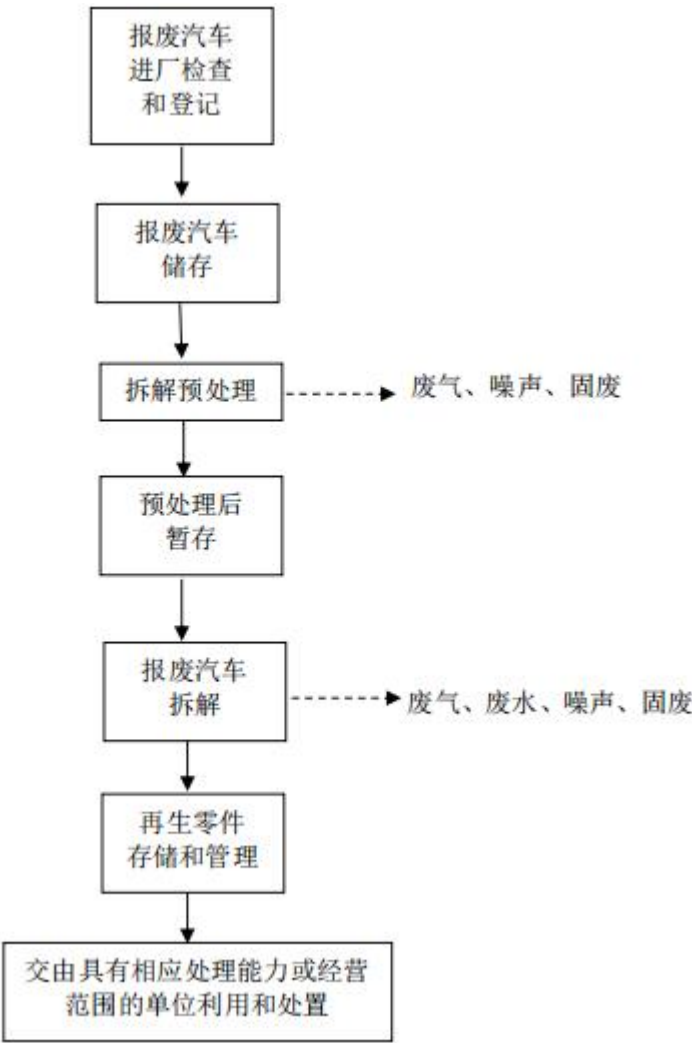 报废汽车
进厂检查
和登记
报废汽车
储存
拆解预处理
废气、噪声、固废
预处理后
暂存
报废汽车
拆解
废气、废水、噪声、固废
再生零件
存储和管理
交由具有相应处理能力或经营
范围的单位利用和处置